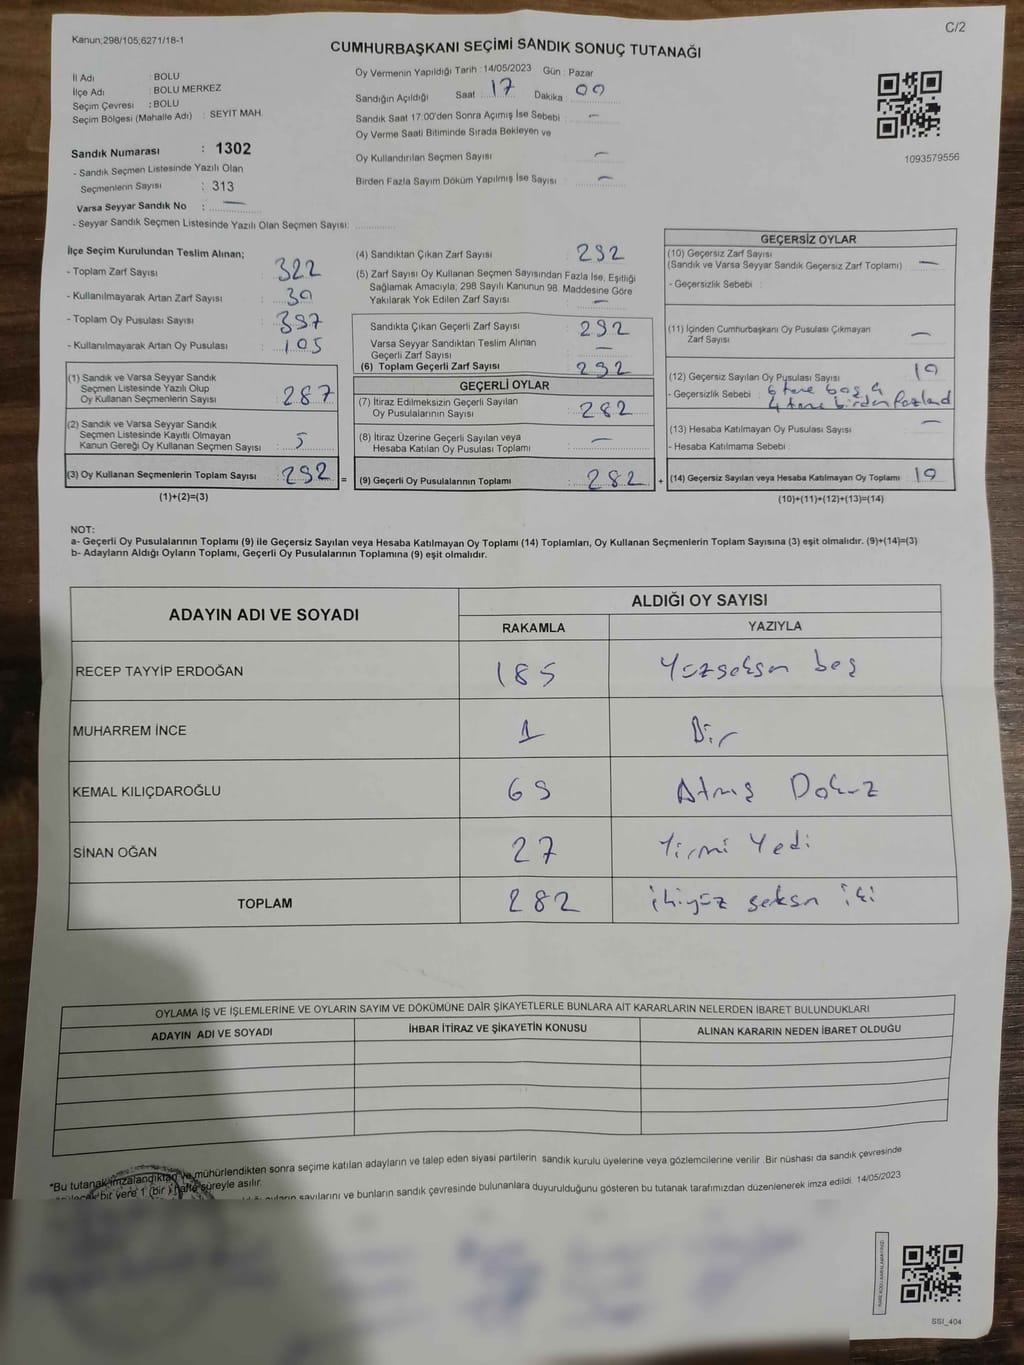 Kanun;298/105;6271/18-1
C/2
CUMHURBAŞKANI SEÇİMİ SANDIK SONUÇ TUTANAĞI
İl Adı : BOLU
İlçe Adı : BOLU MERKEZ
Seçim Çevresi : BOLU
Seçim Bölgesi (Mahalle Adı) : SEYİT MAH.
Sandık Numarası : 1302
- Sandık Seçmen Listesinde Yazılı Olan
Seçmenlerin Sayısı : 313
Varsa Seyyar Sandık No : —
- Seyyar Sandık Seçmen Listesinde Yazılı Olan Seçmen Sayısı:
Oy Vermenin Yapıldığı Tarih : 14/05/2023 Gün : Pazar
Sandığın Açıldığı Saat : 17 Dakika : 00
Sandık Saat 17:00'den Sonra Açımış İse Sebebi : —
Oy Verme Saati Bitiminde Sırada Bekleyen ve
Oy Kullandırılan Seçmen Sayısı : —
Birden Fazla Sayım Döküm Yapılmış İse Sayısı : —
1093579556
İlçe Seçim Kurulundan Teslim Alınan;
- Toplam Zarf Sayısı : 322
- Kullanılmayarak Artan Zarf Sayısı : 30
- Toplam Oy Pusulası Sayısı : 397
- Kullanılmayarak Artan Oy Pusulası : 105
(1) Sandık ve Varsa Seyyar Sandık
Seçmen Listesinde Yazılı Olup
Oy Kullanan Seçmenlerin Sayısı : 287
(2) Sandık ve Varsa Seyyar Sandık
Seçmen Listesinde Kayıtlı Olmayan
Kanun Gereği Oy Kullanan Seçmen Sayısı : 5
(3) Oy Kullanan Seçmenlerin Toplam Sayısı : 292 =
(1)+(2)=(3)
(4) Sandıktan Çıkan Zarf Sayısı : 292
(5) Zarf Sayısı Oy Kullanan Seçmen Sayısından Fazla İse, Eşitliği
Sağlamak Amacıyla; 298 Sayılı Kanunun 98. Maddesine Göre
Yakılarak Yok Edilen Zarf Sayısı : —
Sandıkta Çıkan Geçerli Zarf Sayısı : 292
Varsa Seyyar Sandıktan Teslim Alınan
Geçerli Zarf Sayısı : —
(6) Toplam Geçerli Zarf Sayısı : 292
GEÇERLİ OYLAR
(7) İtiraz Edilmeksizin Geçerli Sayılan
Oy Pusulalarının Sayısı : 282
(8) İtiraz Üzerine Geçerli Sayılan veya
Hesaba Katılan Oy Pusulası Toplamı : —
(9) Geçerli Oy Pusulalarının Toplamı : 282 +
GEÇERSİZ OYLAR
(10) Geçersiz Zarf Sayısı
(Sandık ve Varsa Seyyar Sandık Geçersiz Zarf Toplamı) : —
- Geçersizlik Sebebi :
(11) İçinden Cumhurbaşkanı Oy Pusulası Çıkmayan
Zarf Sayısı : —
(12) Geçersiz Sayılan Oy Pusulası Sayısı : 10
- Geçersizlik Sebebi : 6 tane boş
4 tane birden fazla
(13) Hesaba Katılmayan Oy Pusulası Sayısı : —
- Hesaba Katılmama Sebebi :
(14) Geçersiz Sayılan veya Hesaba Katılmayan Oy Toplamı : 10
(10)+(11)+(12)+(13)=(14)
NOT:
a- Geçerli Oy Pusulalarının Toplamı (9) ile Geçersiz Sayılan veya Hesaba Katılmayan Oy Toplamı (14) Toplamları, Oy Kullanan Seçmenlerin Toplam Sayısına (3) eşit olmalıdır. (9)+(14)=(3)
b- Adayların Aldığı Oyların Toplamı, Geçerli Oy Pusulalarının Toplamına (9) eşit olmalıdır.
ADAYIN ADI VE SOYADI
ALDIĞI OY SAYISI
RAKAMLA YAZIYLA
RECEP TAYYİP ERDOĞAN 185 Yüzseksen beş
MUHARREM İNCE 1 Bir
KEMAL KILIÇDAROĞLU 69 Atmış Dokuz
SİNAN OĞAN 27 Yirmi Yedi
TOPLAM 282 ikiyüz seksen iki
OYLAMA İŞ VE İŞLEMLERİNE VE OYLARIN SAYIM VE DÖKÜMÜNE DAİR ŞİKAYETLERLE BUNLARA AİT KARARLARIN NELERDEN İBARET BULUNDUKLARI
ADAYIN ADI VE SOYADI İHBAR İTİRAZ VE ŞİKAYETİN KONUSU ALINAN KARARIN NEDEN İBARET OLDUĞU
*Bu tutanak imzalandıktan ve mühürlendikten sonra seçime katılan adayların ve talep eden siyasi partilerin sandık kurulu üyelerine veya gözlemcilerine verilir. Bir nüshası da sandık çevresinde
bir yere 1 (bir) hafta süreyle asılır.
sayılarını ve bunların sandık çevresinde bulunanlara duyurulduğunu gösteren bu tutanak tarafımızdan düzenlenerek imza edildi. 14/05/2023
SSI_404